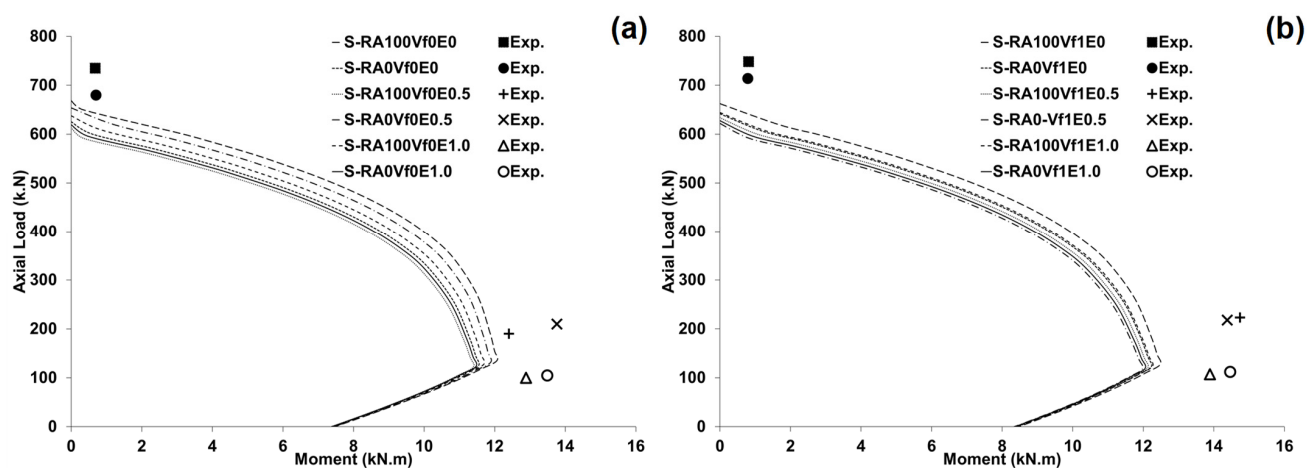 (a)
800
700
600
500
400
300
200
100
0
Axial Load (k.N)
0 2 4 6 8 10 12 14 16
Moment (kN.m)
S-RA100Vf0E0 Exp.
S-RA0Vf0E0 Exp.
S-RA100Vf0E0.5 Exp.
S-RA0Vf0E0.5 Exp.
S-RA100Vf0E1.0 Exp.
S-RA0Vf0E1.0 Exp.
(b)
800
700
600
500
400
300
200
100
0
Axial Load (k.N)
0 2 4 6 8 10 12 14 16
Moment (kN.m)
S-RA100Vf1E0 Exp.
S-RA0Vf1E0 Exp.
S-RA100Vf1E0.5 Exp.
S-RA0-Vf1E0.5 Exp.
S-RA100Vf1E1.0 Exp.
S-RA0Vf1E1.0 Exp.